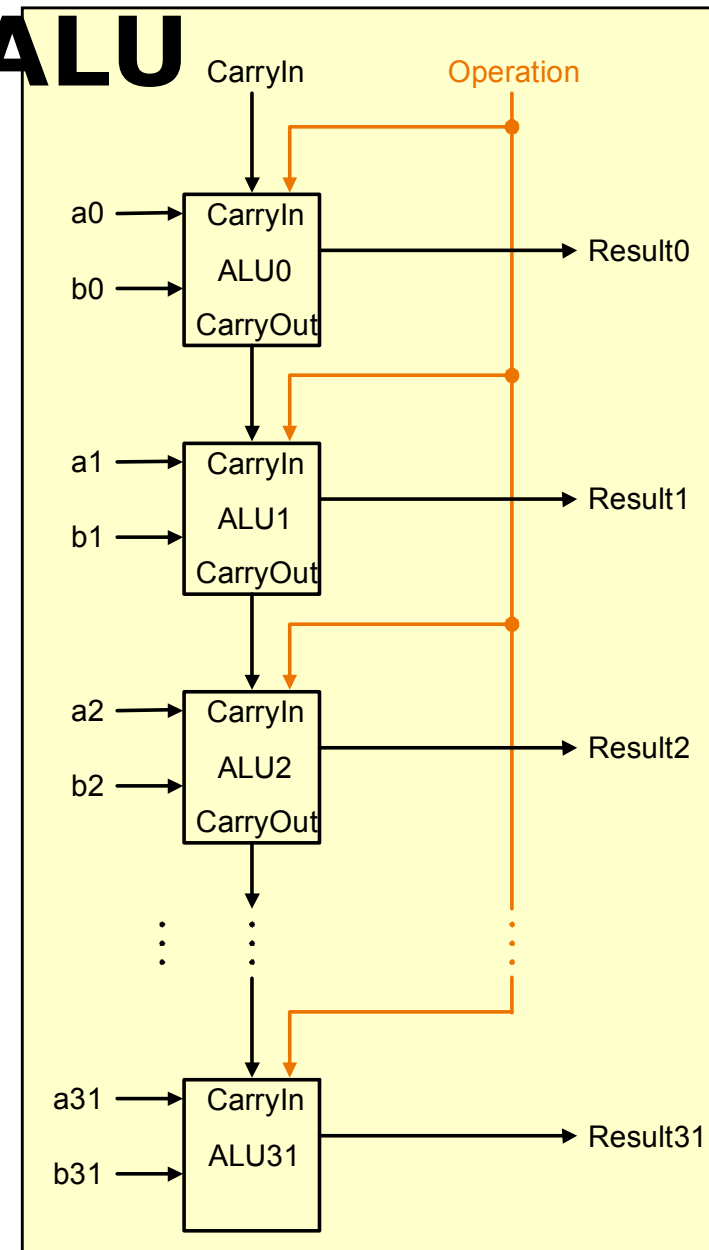 ALU
CarryIn Operation
a0 CarryIn
ALU0 Result0
b0
CarryOut
a1 CarryIn
ALU1 Result1
b1
CarryOut
a2 CarryIn
ALU2 Result2
b2
CarryOut
a31 CarryIn
ALU31 Result31
b31